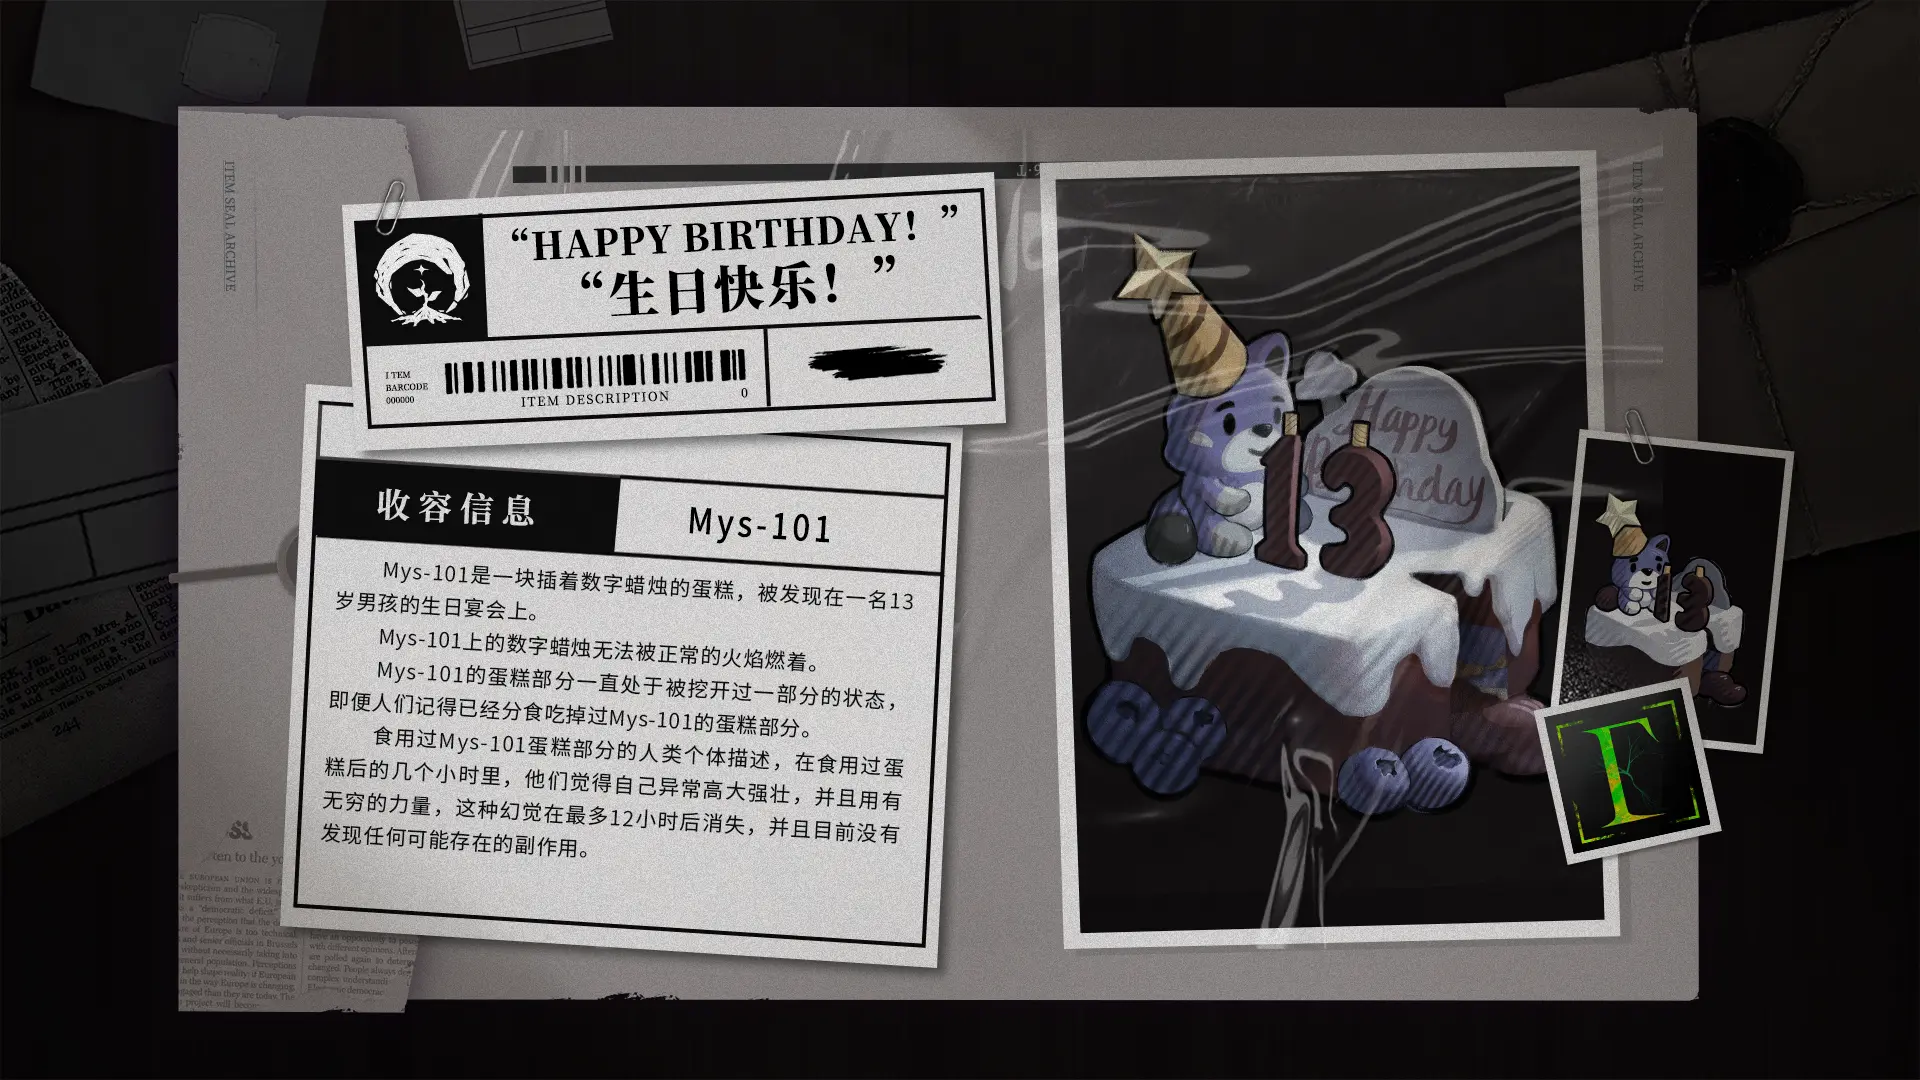 ITEM SEAL ARCHIVE
“HAPPY BIRTHDAY! ”
“生日快乐! ”
I TEM
BARCODE
000000
ITEM DESCRIPTION
0
收容信息
Mys-101
Mys-101是一块插着数字蜡烛的蛋糕，被发现在一名13
岁男孩的生日宴会上。
Mys-101上的数字蜡烛无法被正常的火焰燃着。
Mys-101的蛋糕部分一直处于被挖开过一部分的状态，
即便人们记得已经分食吃掉过Mys-101的蛋糕部分。
食用过Mys-101蛋糕部分的人类个体描述，在食用过蛋
糕后的几个小时里，他们觉得自己异常高大强壮，并且用有
无穷的力量，这种幻觉在最多12小时后消失，并且目前没有
发现任何可能存在的副作用。
Happy
13
13
Γ
ITEM SEAL ARCHIVE
244